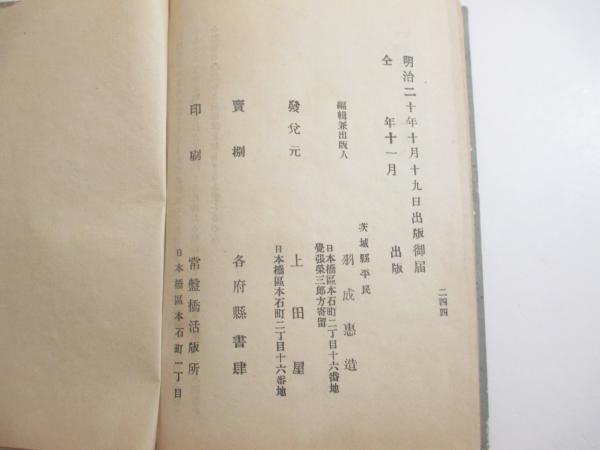 明治二十年十月十九日出版御届
仝年十一月出版
編輯兼出版人
茨城縣平民
羽成惠造
日本橋區本石町二丁目十六番地
覺張榮三郎方寄留
發兌元
上田屋
日本橋區本石町二丁目十六番地
賣捌
各府縣書肆
印刷
常盤橋活版所
日本橋區本石町一丁目
二四四